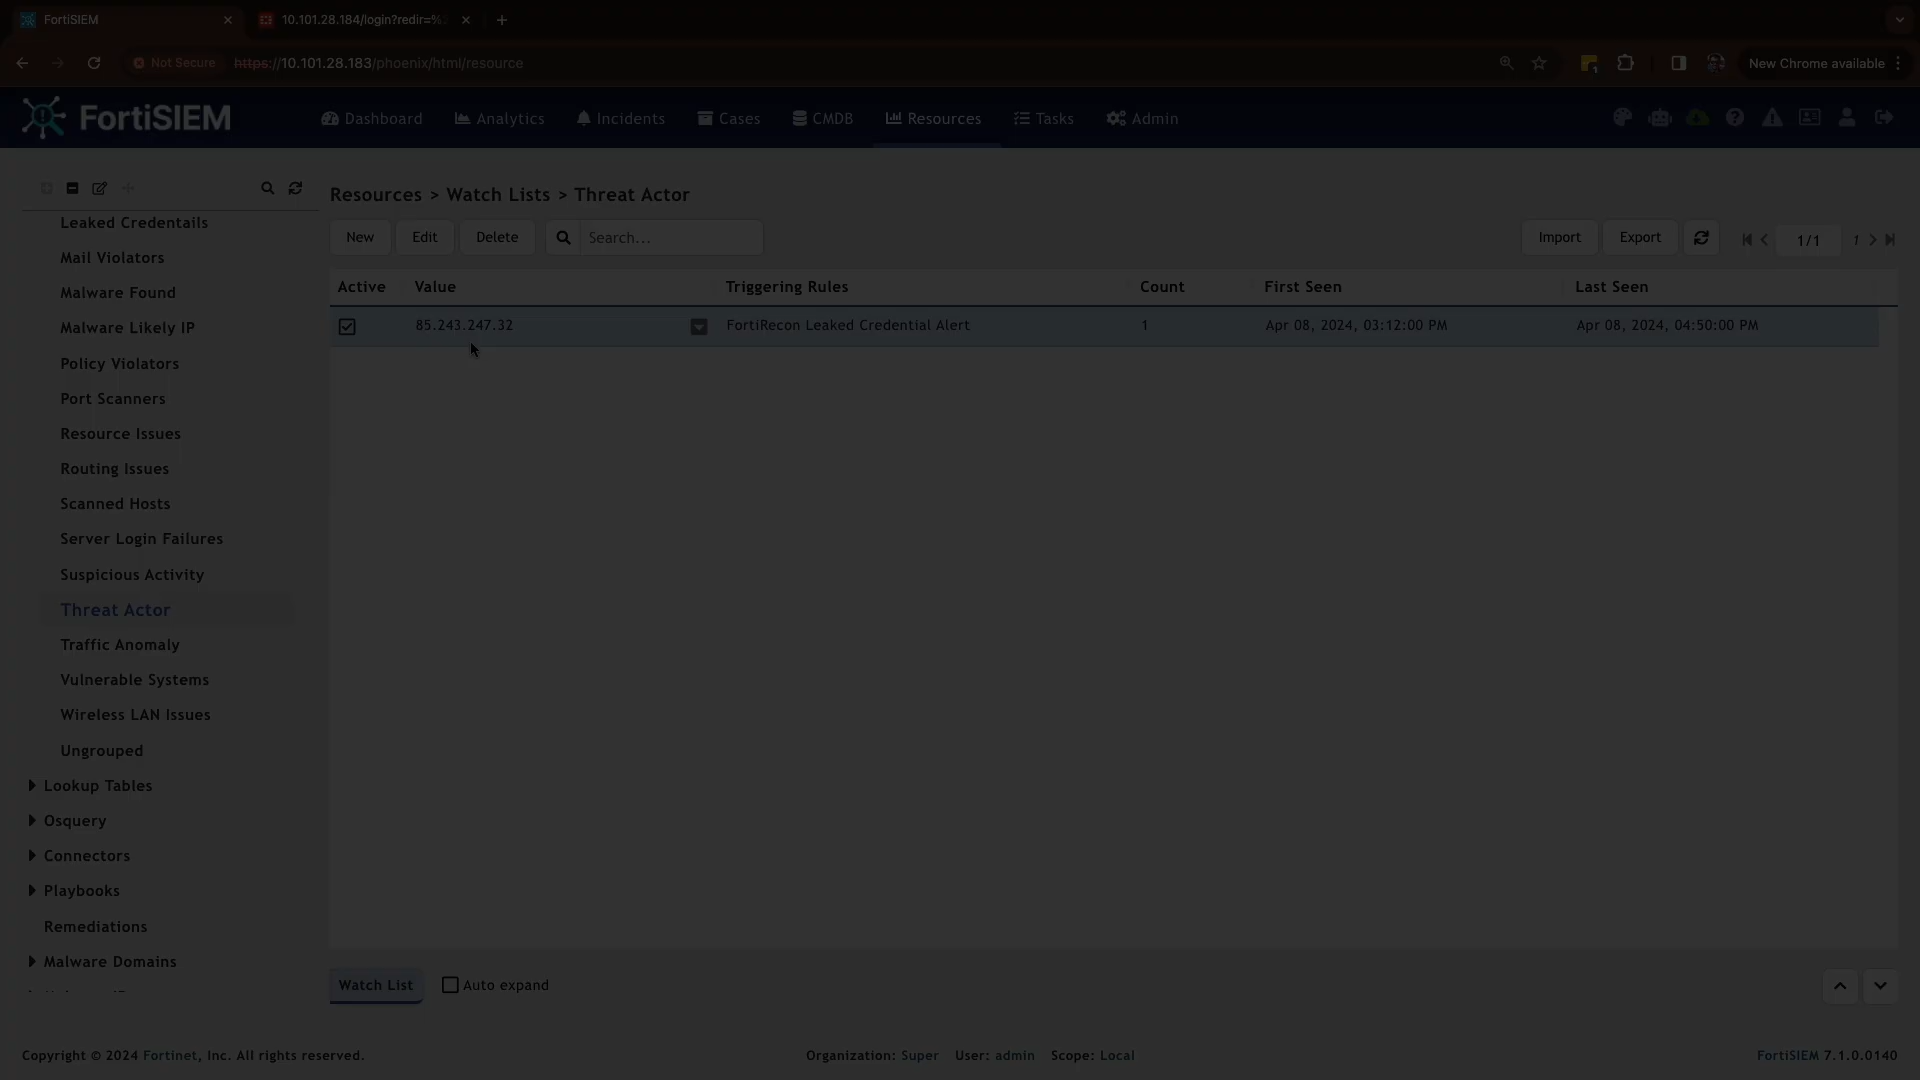 FortiSIEM
10.101.28.184/login?redir=%
Not Secure https://10.101.28.183/phoenix/html/resource
New Chrome available
FortiSIEM
Dashboard Analytics Incidents Cases CMDB Resources Tasks Admin
Resources > Watch Lists > Threat Actor
New Edit Delete Search... Import Export 1/1 1
Active Value Triggering Rules Count First Seen Last Seen
85.243.247.32 FortiRecon Leaked Credential Alert 1 Apr 08, 2024, 03:12:00 PM Apr 08, 2024, 04:50:00 PM
Leaked Credentails
Mail Violators
Malware Found
Malware Likely IP
Policy Violators
Port Scanners
Resource Issues
Routing Issues
Scanned Hosts
Server Login Failures
Suspicious Activity
Threat Actor
Traffic Anomaly
Vulnerable Systems
Wireless LAN Issues
Ungrouped
Lookup Tables
Osquery
Connectors
Playbooks
Remediations
Malware Domains
Watch List Auto expand
Copyright © 2024 Fortinet, Inc. All rights reserved. Organization: Super User: admin Scope: Local FortiSIEM 7.1.0.0140